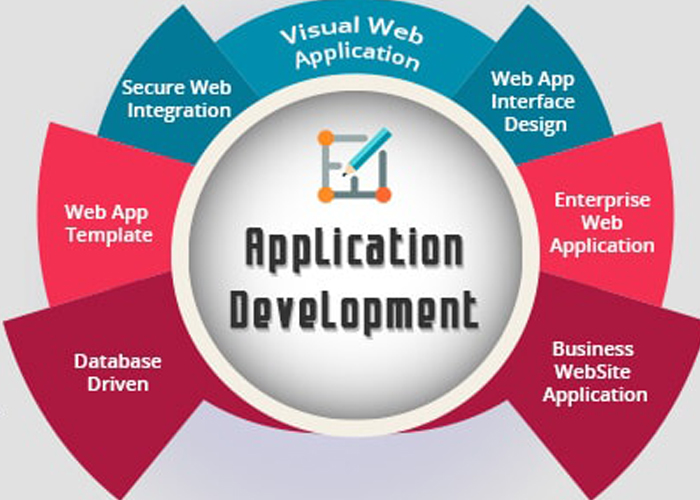 Visual Web
Application
Secure Web
Integration
Web App
Interface
Design
Web App
Template
Enterprise
Web
Application
Application
Development
Database
Driven
Business
WebSite
Application